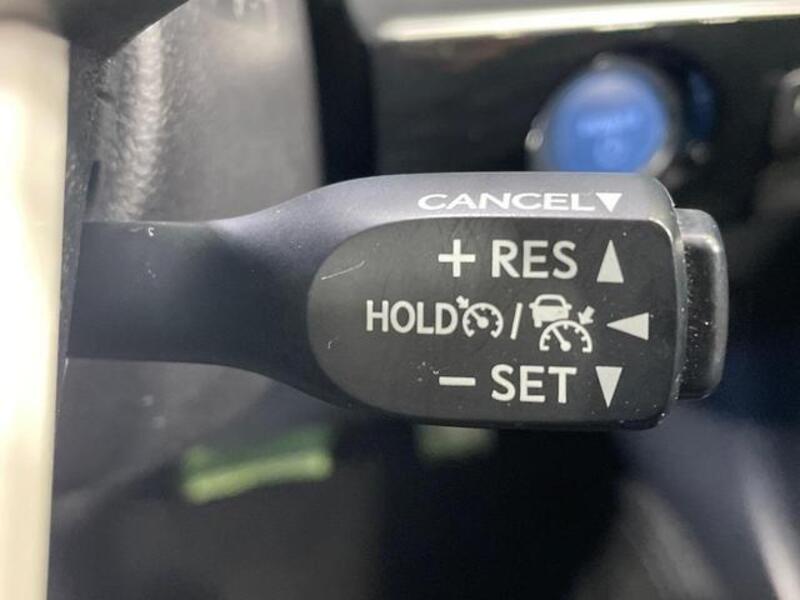 CANCEL▼
+ RES ▲
HOLD / ◀
− SET ▼